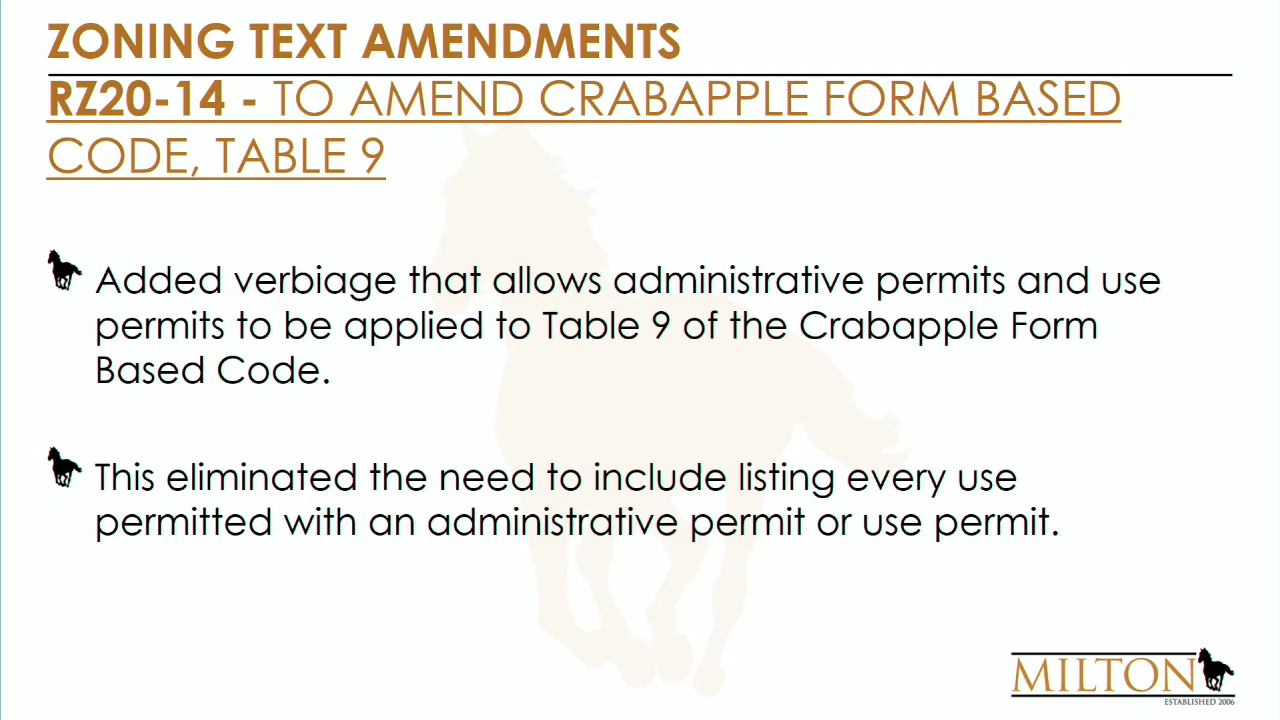 ZONING TEXT AMENDMENTS
RZ20-14 - TO AMEND CRABAPPLE FORM BASED
CODE, TABLE 9
Added verbiage that allows administrative permits and use
permits to be applied to Table 9 of the Crabapple Form
Based Code.
This eliminated the need to include listing every use
permitted with an administrative permit or use permit.
MILTON
ESTABLISHED 2006